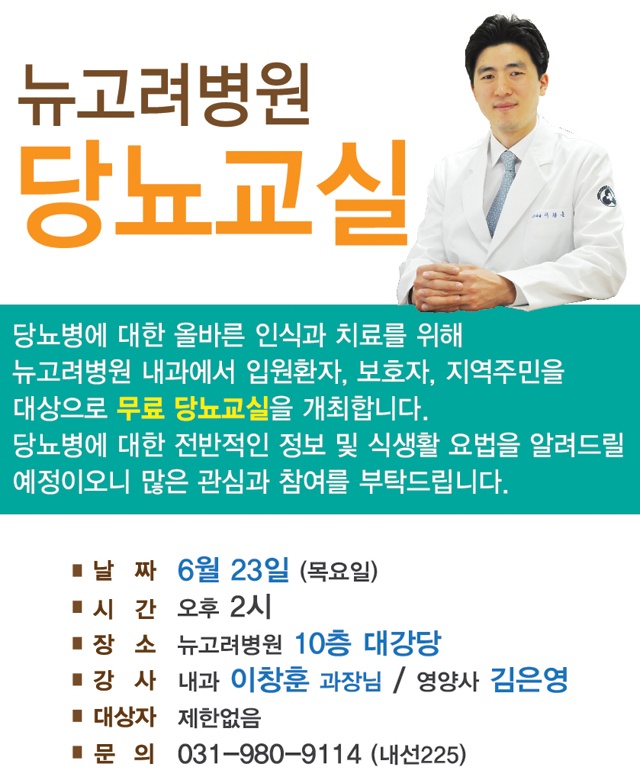 뉴고려병원
당뇨교실
당뇨병에 대한 올바른 인식과 치료를 위해
뉴고려병원 내과에서 입원환자, 보호자, 지역주민을
대상으로 무료 당뇨교실을 개최합니다.
당뇨병에 대한 전반적인 정보 및 식생활 요법을 알려드릴
예정이오니 많은 관심과 참여를 부탁드립니다.
■ 날 짜 6월 23일 (목요일)
■ 시 간 오후 2시
■ 장 소 뉴고려병원 10층 대강당
■ 강 사 내과 이창훈 과장님 / 영양사 김은영
■ 대상자 제한없음
■ 문 의 031-980-9114 (내선225)